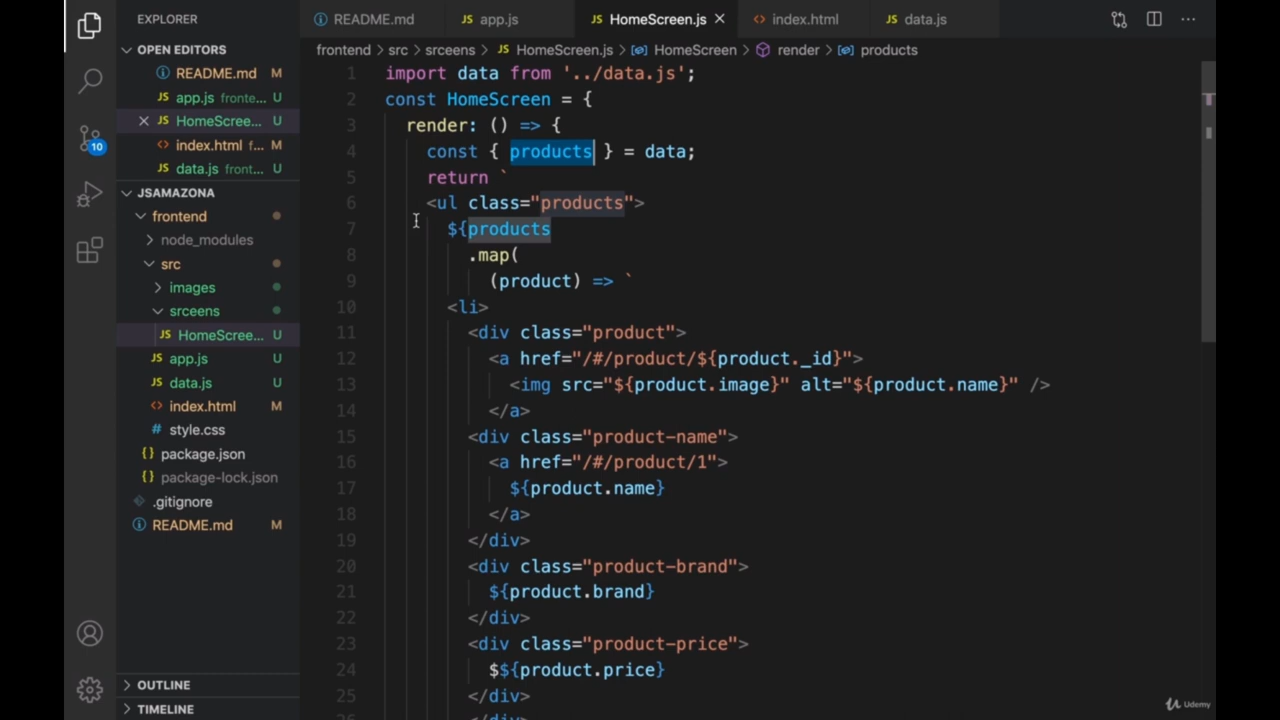 EXPLORER
README.md
app.js
HomeScreen.js
index.html
data.js
OPEN EDITORS
frontend > src > srceens > JS HomeScreen.js > HomeScreen > render > products
README.md M
JS app.js fronte... U
JS HomeScree... U
index.html f... M
JS data.js front... U
JSAMAZONA
frontend
node_modules
src
images
srceens
JS HomeScree... U
JS app.js U
JS data.js U
<> index.html M
# style.css
{} package.json
{} package-lock.json
.gitignore
README.md M
OUTLINE
TIMELINE
10
1 import data from '../data.js';
2 const HomeScreen = {
3 render: () => {
4 const { products } = data;
5 return `
6 <ul class="products">
7 ${products
8 .map(
9 (product) => `
10 <li>
11 <div class="product">
12 <a href="/#/product/${product._id}">
13 <img src="${product.image}" alt="${product.name}" />
14 </a>
15 <div class="product-name">
16 <a href="/#/product/1">
17 ${product.name}
18 </a>
19 </div>
20 <div class="product-brand">
21 ${product.brand}
22 </div>
23 <div class="product-price">
24 $${product.price}
25 </div>
Udemy